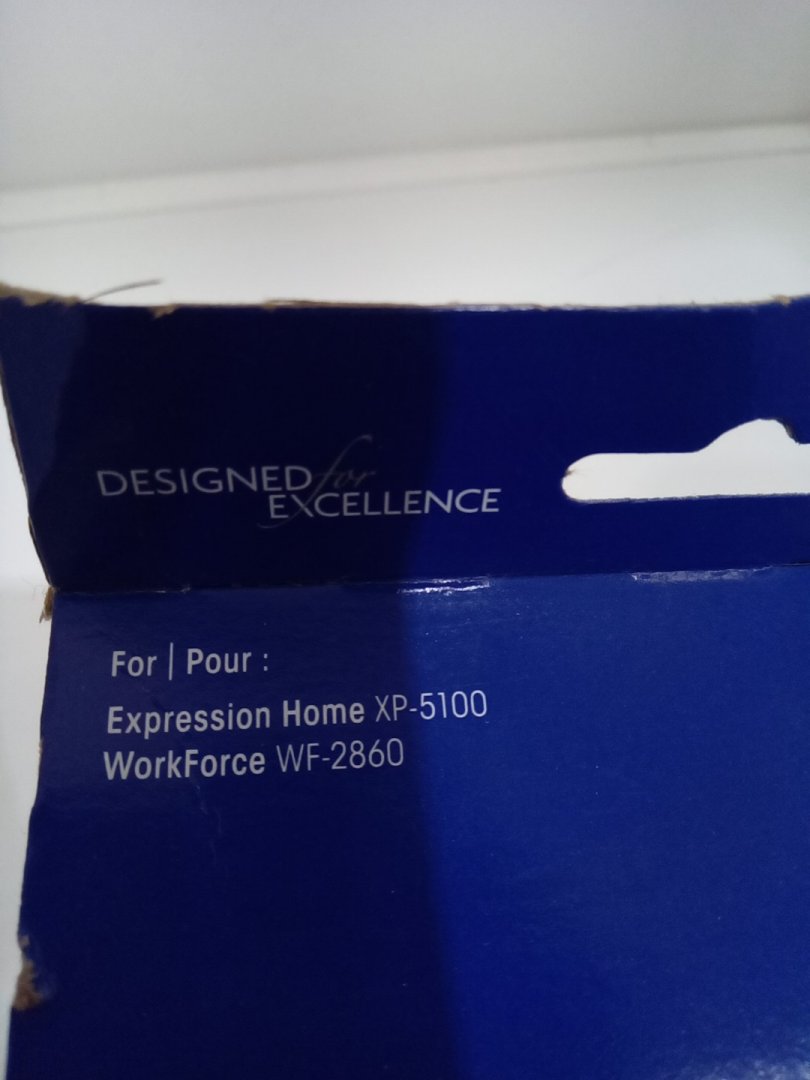 DESIGNED for
EXCELLENCE
For | Pour :
Expression Home XP-5100
WorkForce WF-2860